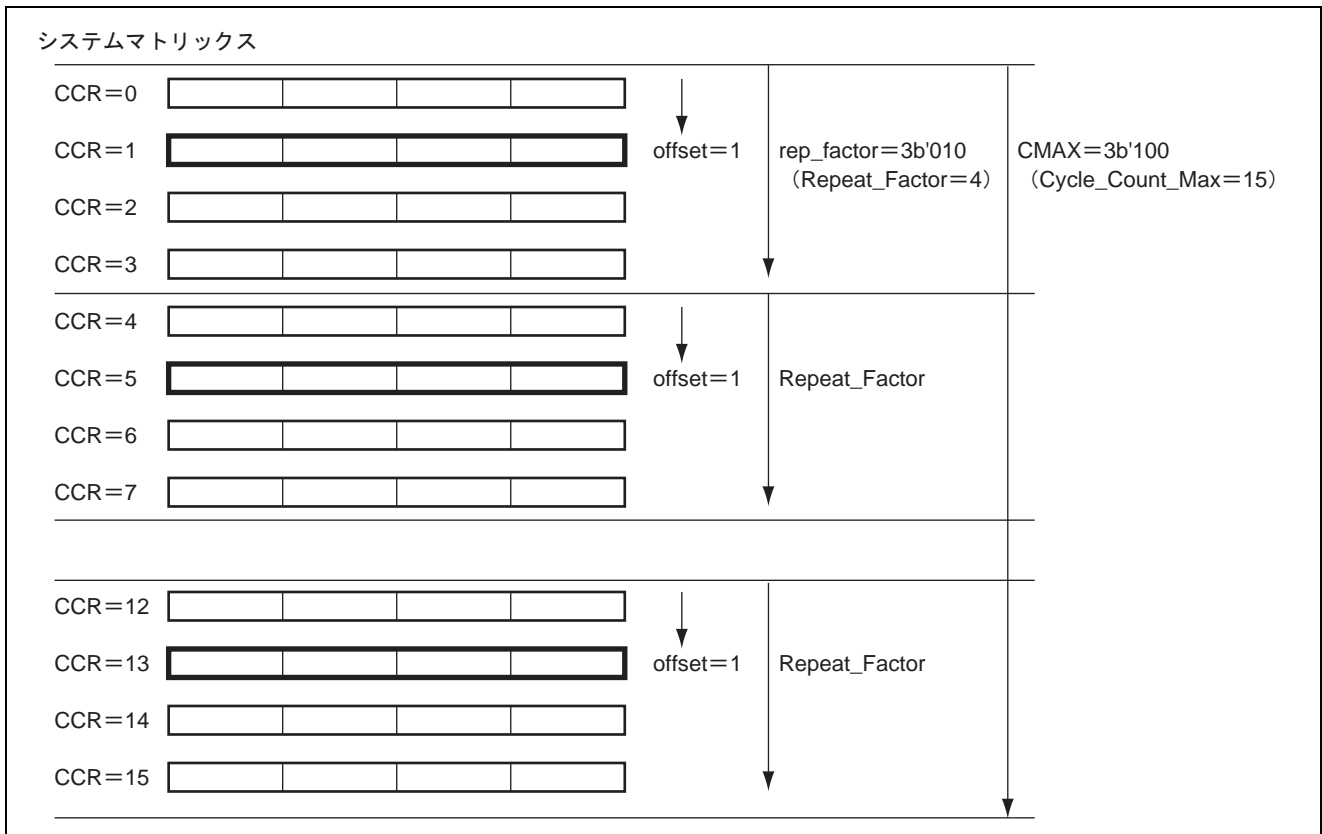 システムマトリックス
CCR＝0
CCR＝1
offset＝1
rep_factor＝3b'010
（Repeat_Factor＝4）
CMAX＝3b'100
（Cycle_Count_Max＝15）
CCR＝2
CCR＝3
CCR＝4
CCR＝5
offset＝1
Repeat_Factor
CCR＝6
CCR＝7
CCR＝12
CCR＝13
offset＝1
Repeat_Factor
CCR＝14
CCR＝15